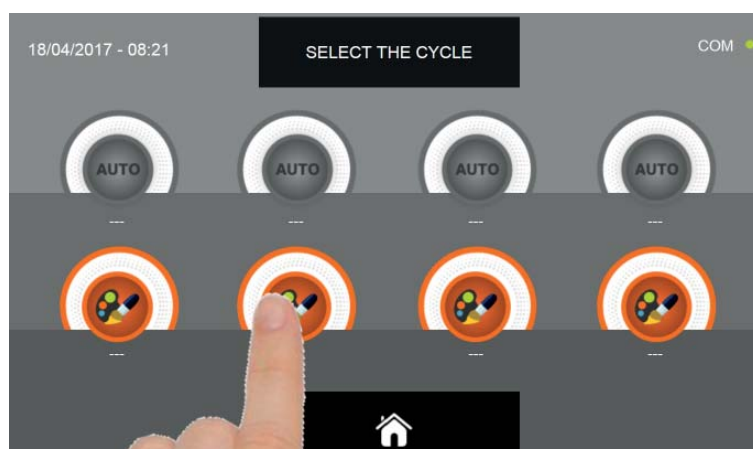 18/04/2017 - 08:21
SELECT THE CYCLE
COM
AUTO AUTO AUTO AUTO
--- --- --- ---
--- --- ---